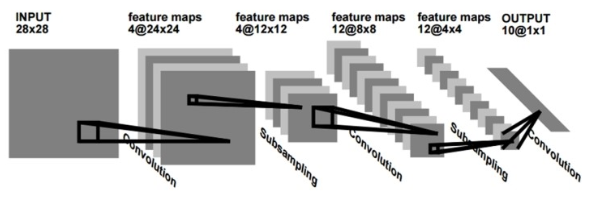 INPUT
28x28
feature maps
4@24x24
feature maps
4@12x12
feature maps
12@8x8
feature maps
12@4x4
OUTPUT
10@1x1
Convolution
Subsampling
Convolution
Subsampling
Convolution